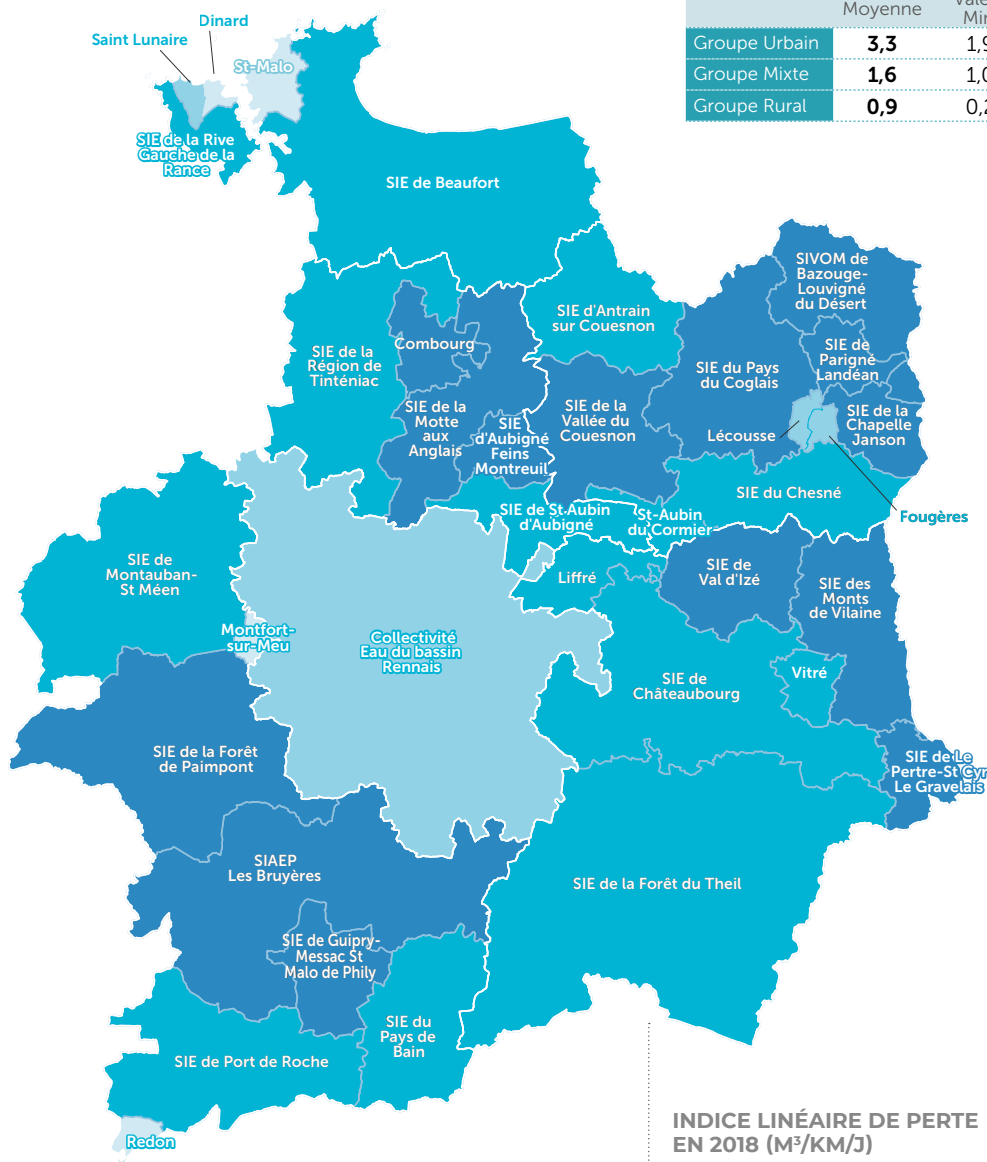 Moyenne
Groupe Urbain 3,3
Groupe Mixte 1,6
Groupe Rural 0,9
Dinard
Saint Lunaire
St-Malo
SIE de la Rive
Gauche de la
Rance
SIE de Beaufort
SIVOM de
Bazouge-
Louvigné
du Désert
SIE d'Antrain
sur Couesnon
Combourg
SIE de la
Région de
Tinténiac
SIE du Pays
du Coglais
SIE de
Parigné
Landéan
SIE de la
Motte
aux
Anglais
SIE
d'Aubigné
Feins
Montreuil
SIE de la
Vallée du
Couesnon
Lécousse
SIE de la
Chapelle
Janson
Fougères
SIE du Chesné
SIE de St Aubin
d'Aubigné
St-Aubin
du Cormier
SIE de
Montauban-
St Méen
Liffré
SIE de
Val d'Izé
SIE des
Monts
de Vilaine
Montfort-
sur-Meu
Collectivité
Eau du bassin
Rennais
SIE de
Châteaubourg
Vitré
SIE de la Forêt
de Paimpont
SIE de Le
Pertre-St Cyr
Le Gravelais
SIAEP
Les Bruyères
SIE de la Forêt du Theil
SIE de Guipry-
Messac St
Malo de Phily
SIE du
Pays de
Bain
SIE de Port de Roche
Redon
INDICE LINÉAIRE DE PERTE
EN 2018 (M³/KM/J)